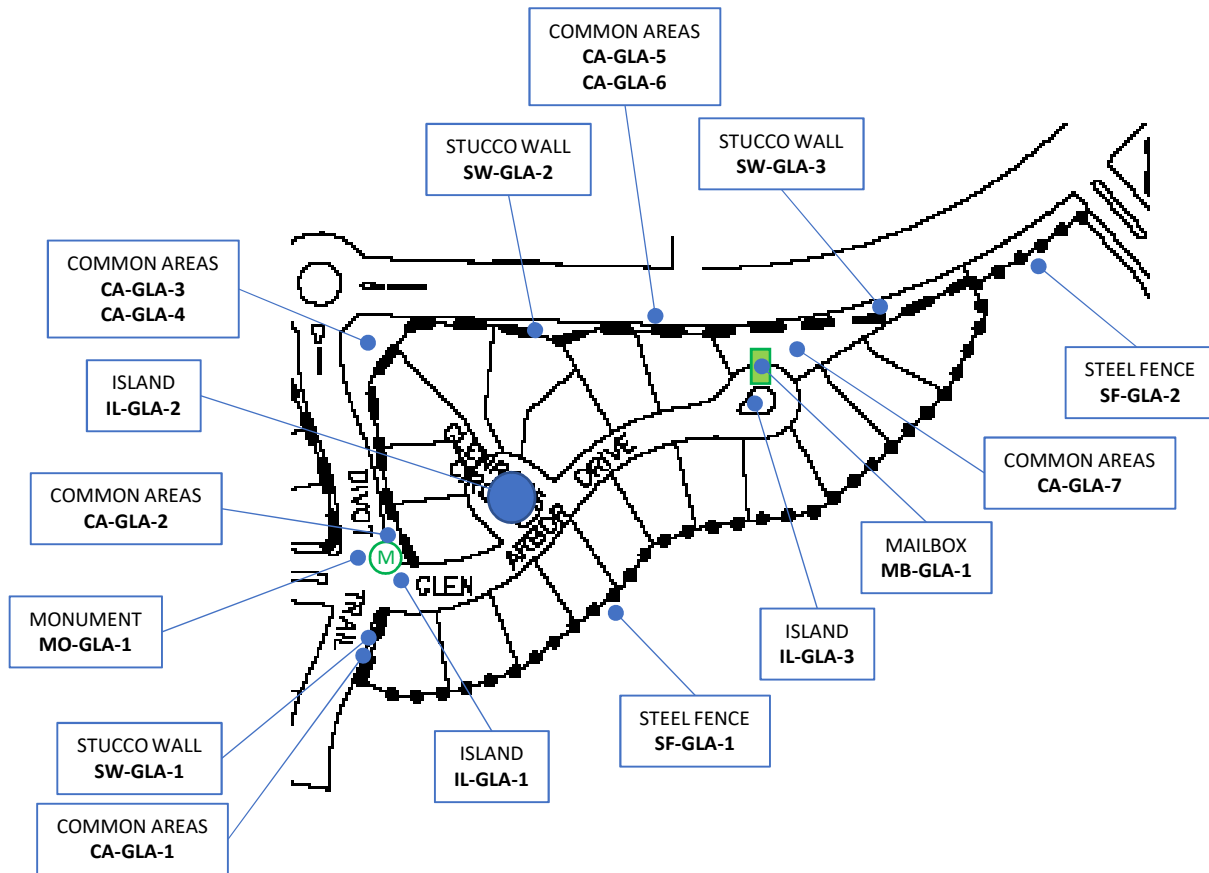 COMMON AREAS
CA-GLA-5
CA-GLA-6
STUCCO WALL
SW-GLA-2
STUCCO WALL
SW-GLA-3
COMMON AREAS
CA-GLA-3
CA-GLA-4
STEEL FENCE
SF-GLA-2
ISLAND
IL-GLA-2
COMMON AREAS
CA-GLA-7
COMMON AREAS
CA-GLA-2
MAILBOX
MB-GLA-1
MONUMENT
MO-GLA-1
ISLAND
IL-GLA-3
STUCCO WALL
SW-GLA-1
ISLAND
IL-GLA-1
STEEL FENCE
SF-GLA-1
COMMON AREAS
CA-GLA-1
DIVOT
TRAIL
M
GLEN
ARBOR
DRIVE